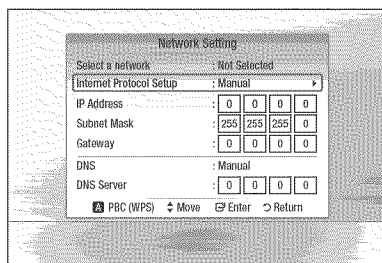 Network Setting
Select a network : Not Selected
Internet Protocol Setup : Manual ▶
IP Address : 0 0 0 0
Subnet Mask : 255 255 255 0
Gateway : 0 0 0 0
DNS : Manual
DNS Server : 0 0 0 0
A PBC (WPS) Move Enter Return